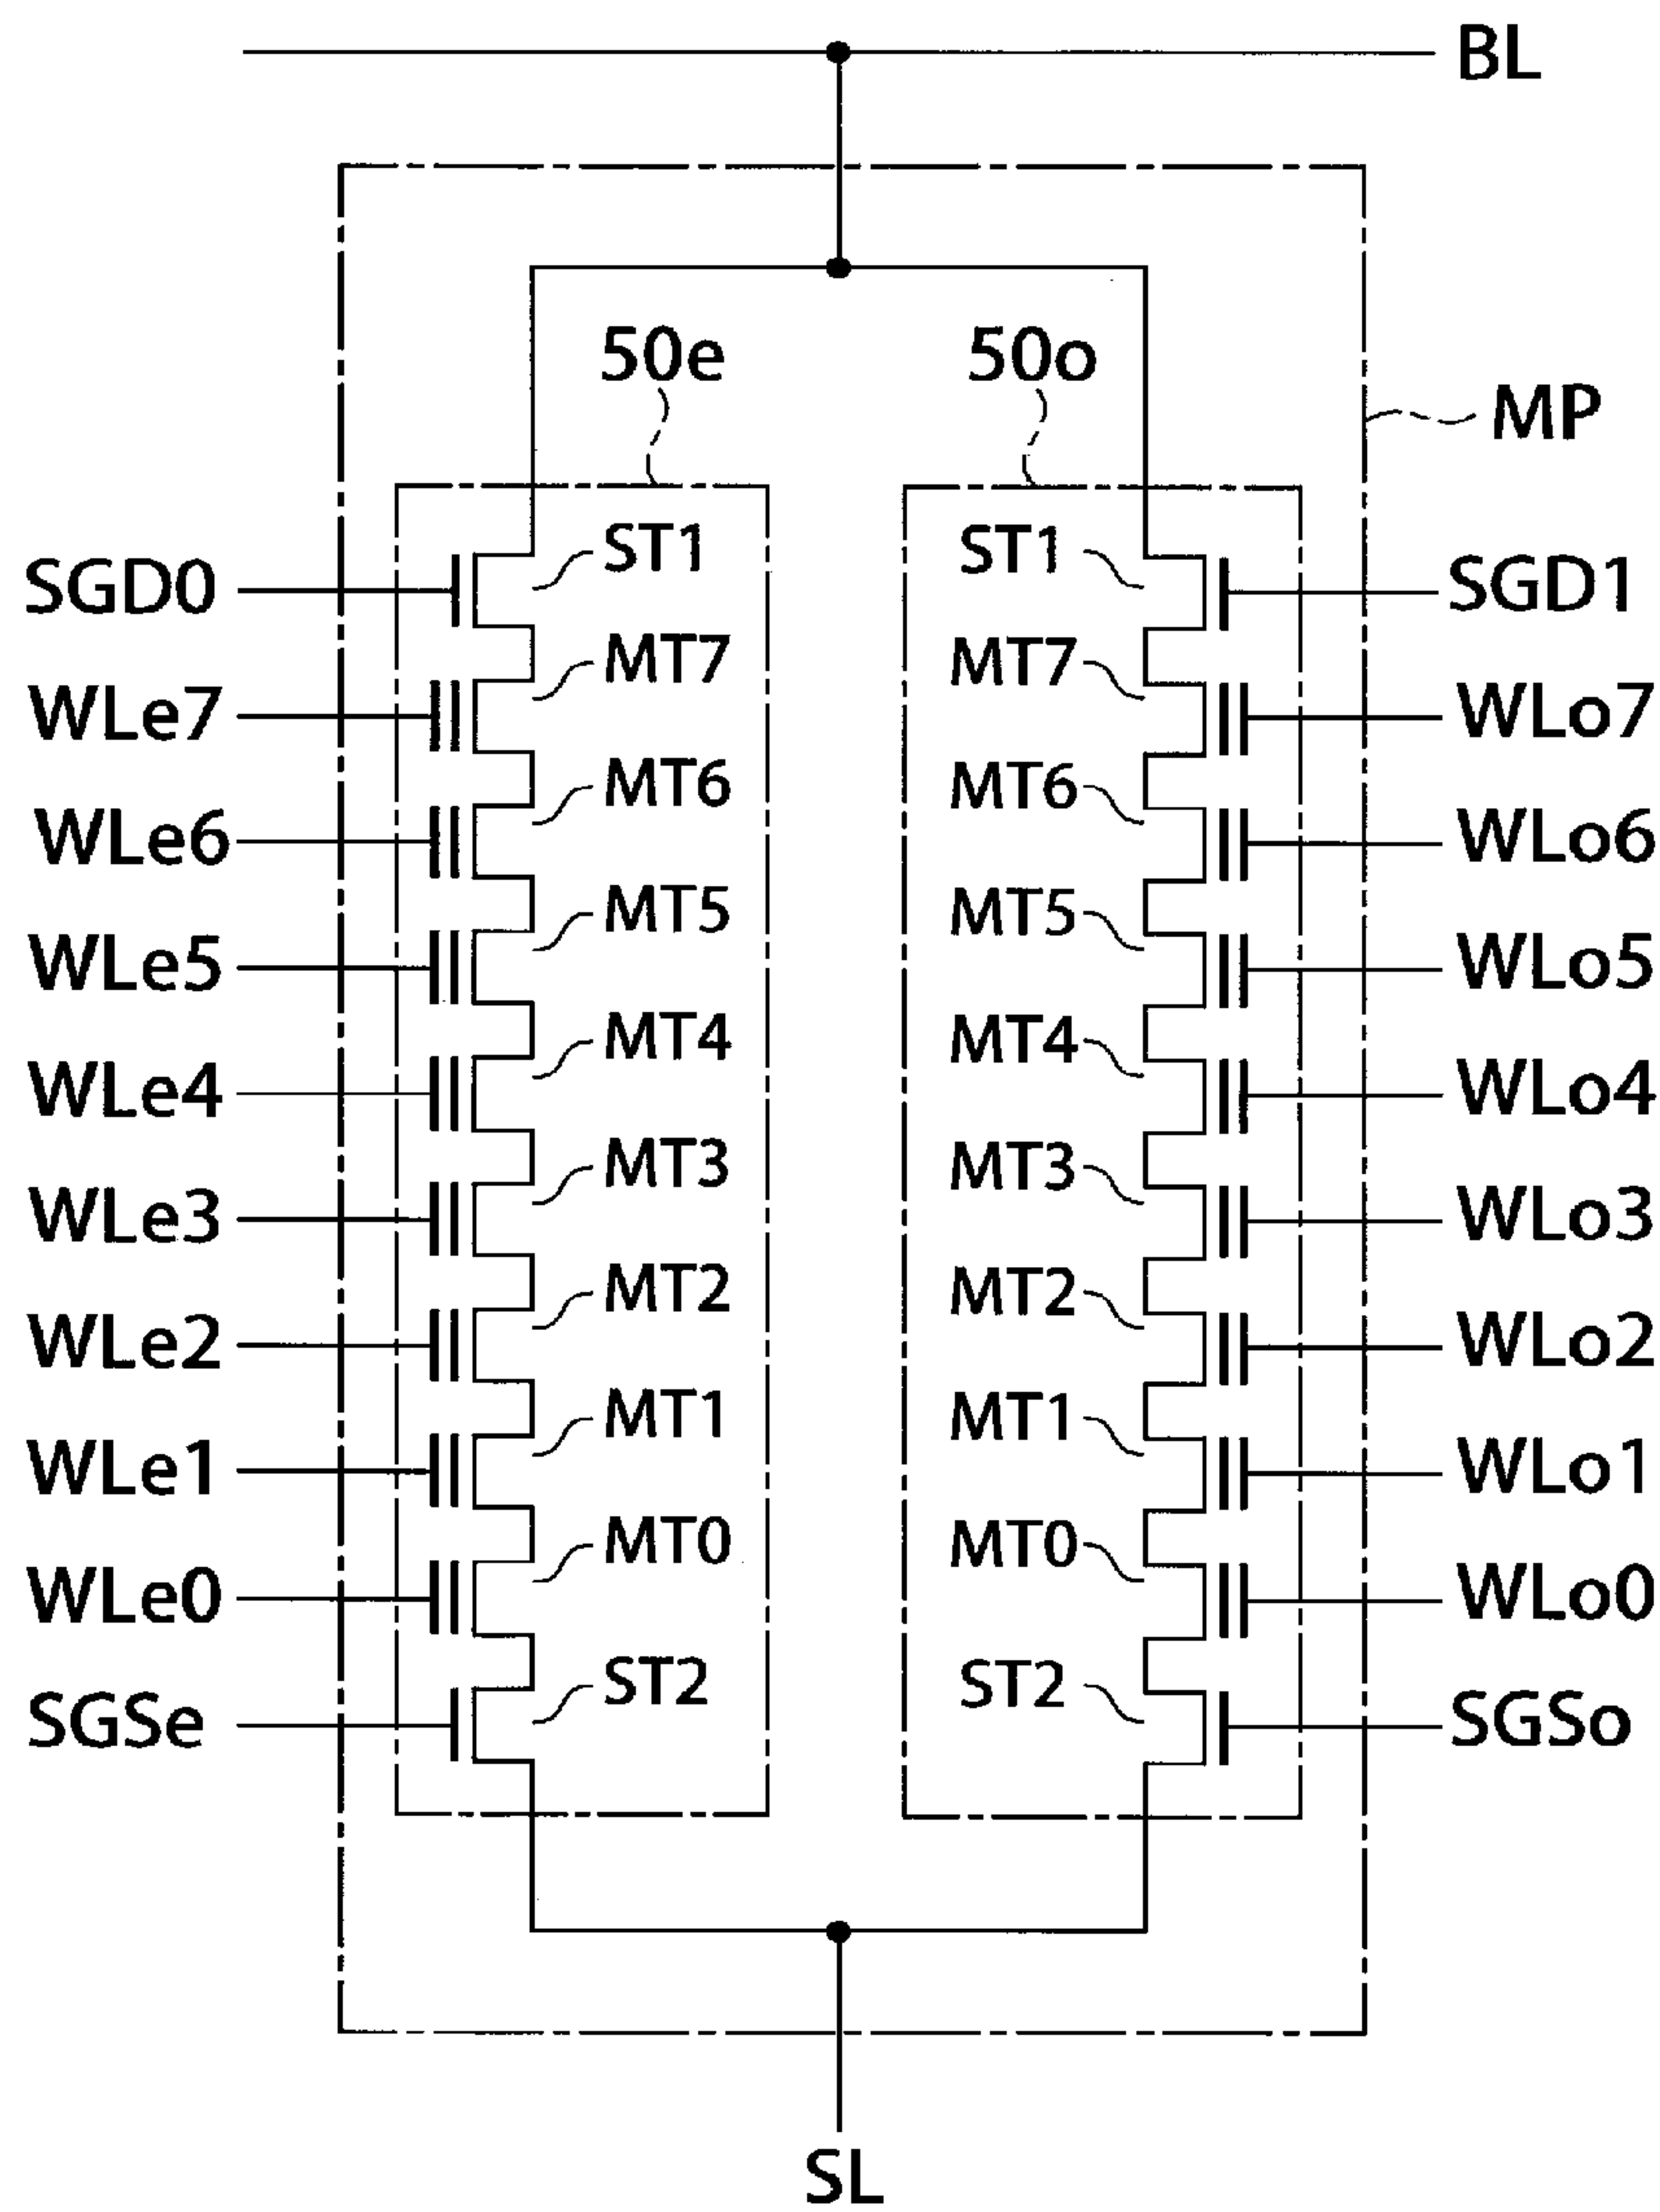 BL
50e 50o
MP
SGD0 ST1 ST1 SGD1
WLe7 MT7 MT7 WLo7
WLe6 MT6 MT6 WLo6
WLe5 MT5 MT5 WLo5
WLe4 MT4 MT4 WLo4
WLe3 MT3 MT3 WLo3
WLe2 MT2 MT2 WLo2
WLe1 MT1 MT1 WLo1
WLe0 MT0 MT0 WLo0
SGSe ST2 ST2 SGSo
SL